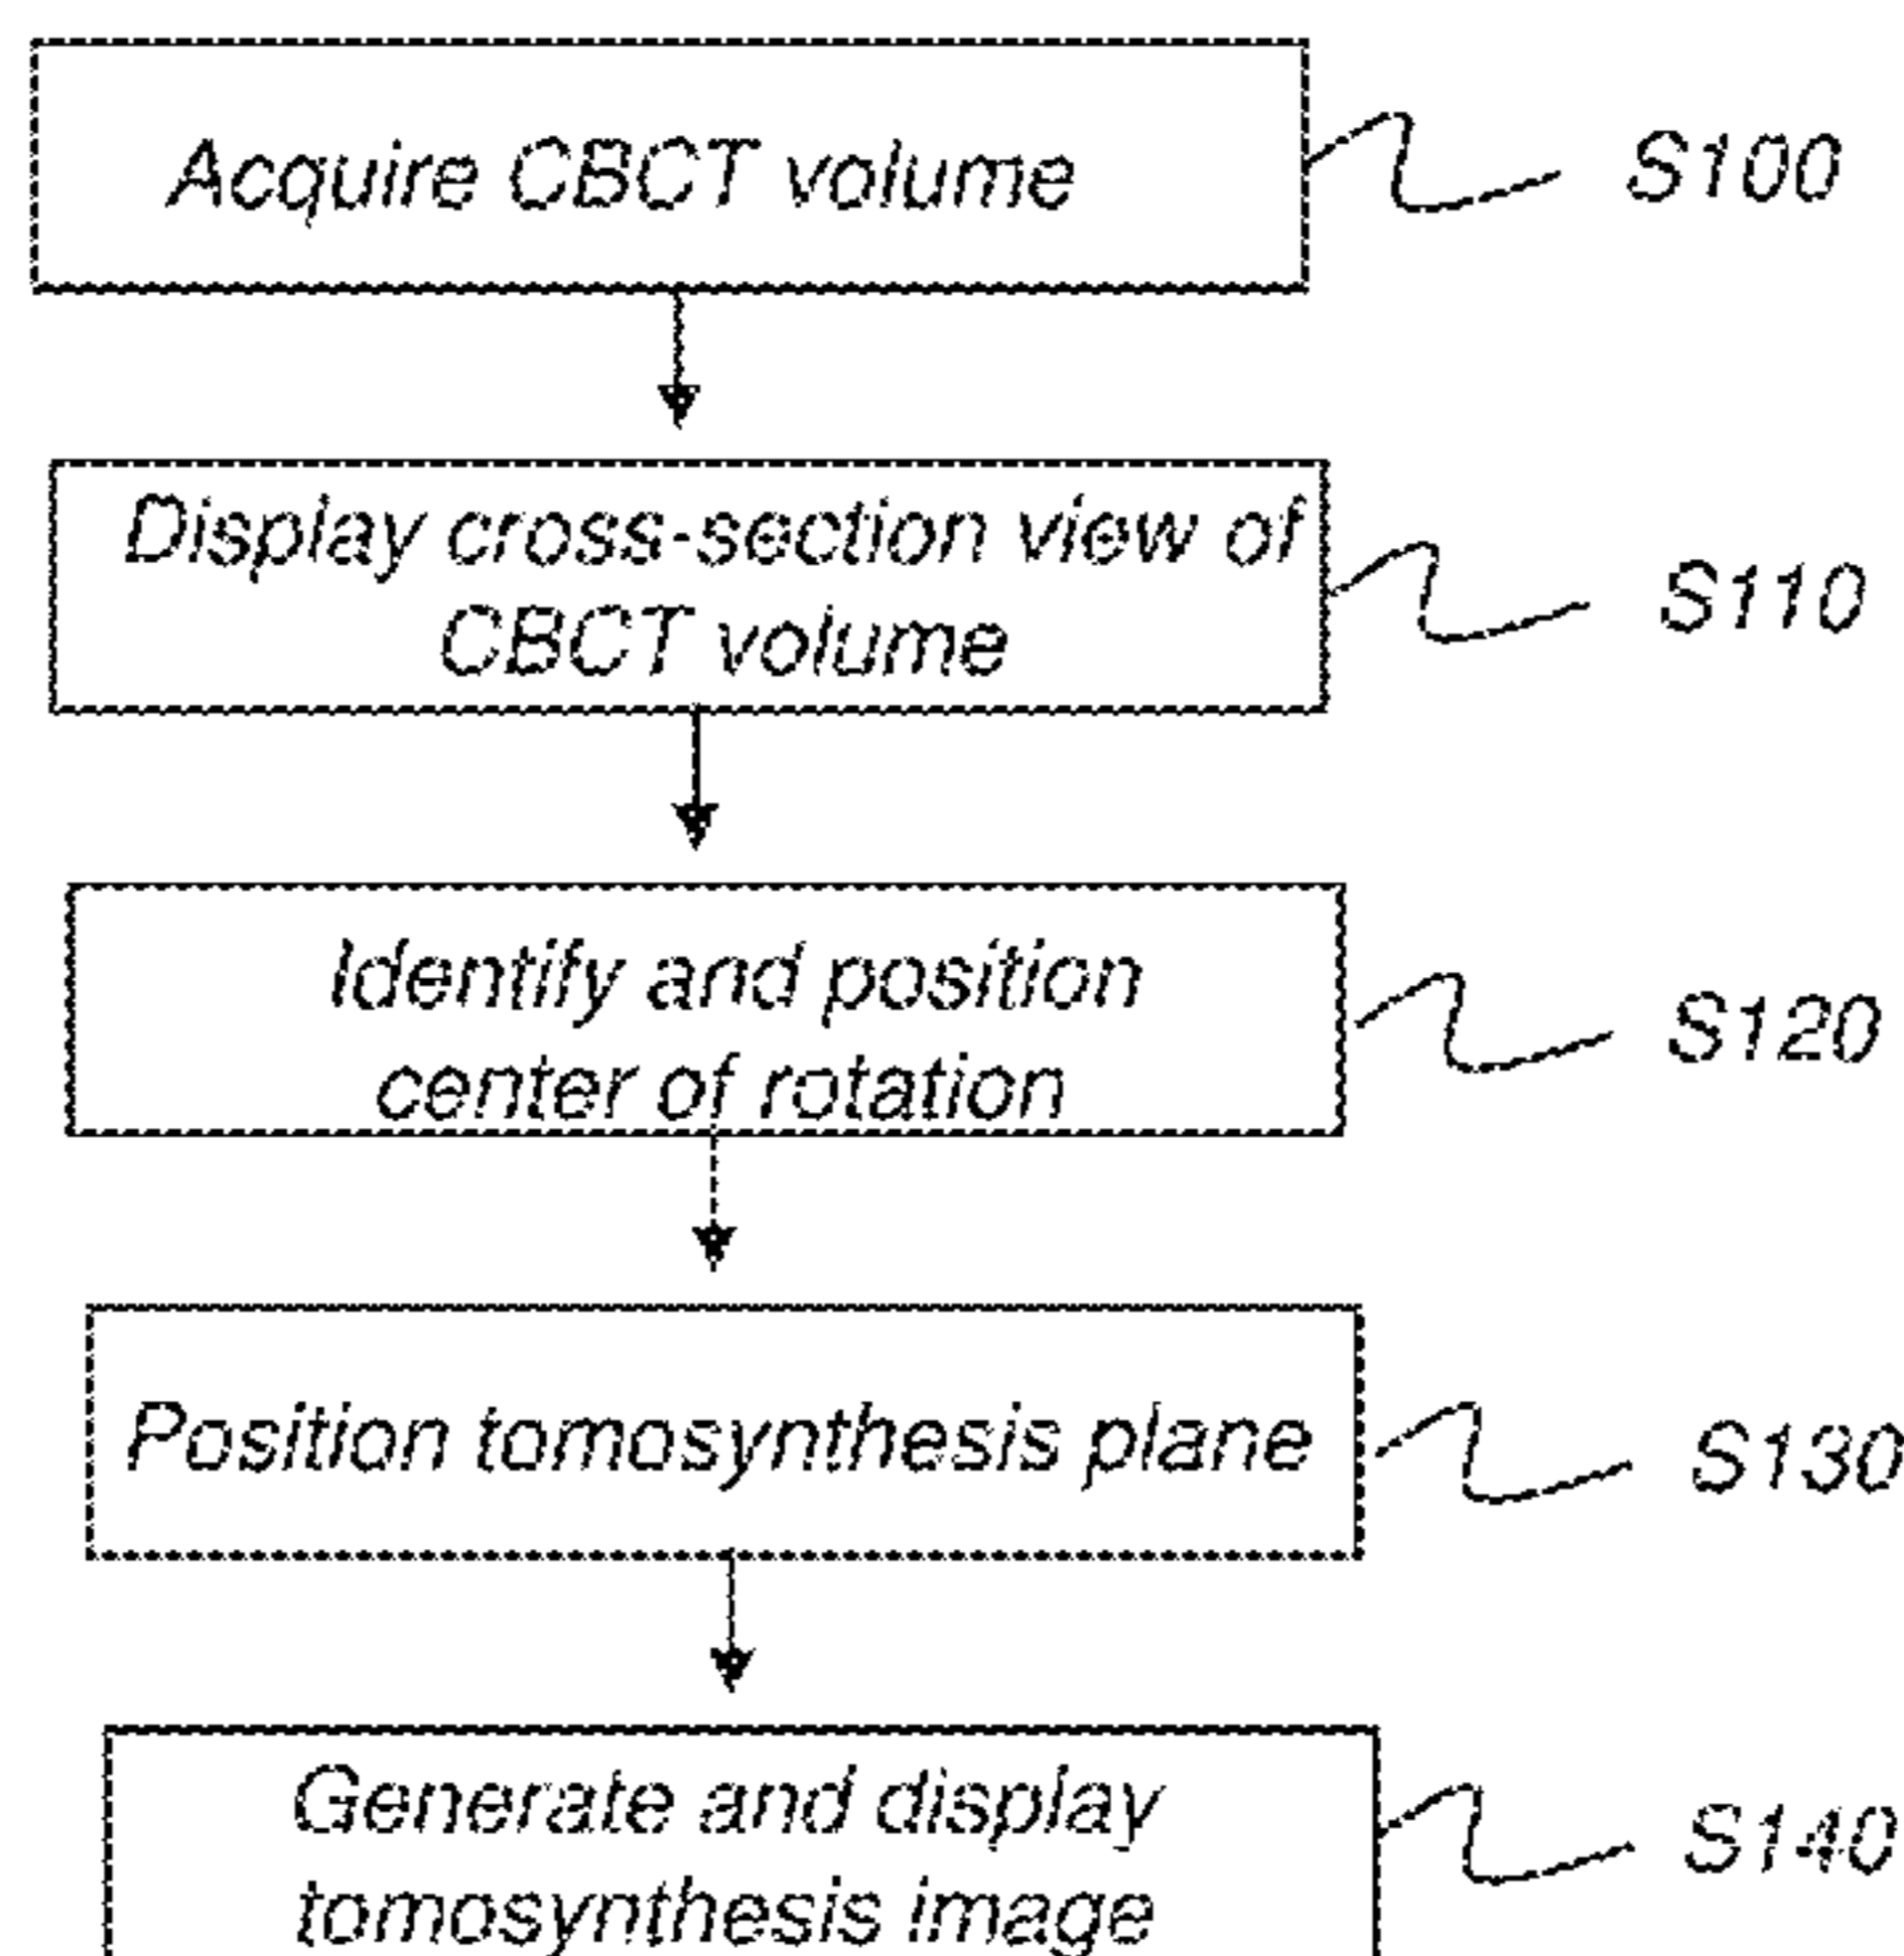 Acquire CBCT volume
S100
Display cross-section view of
CBCT volume
S110
Identify and position
center of rotation
S120
Position tomosynthesis plane
S130
Generate and display
tomosynthesis image
S140